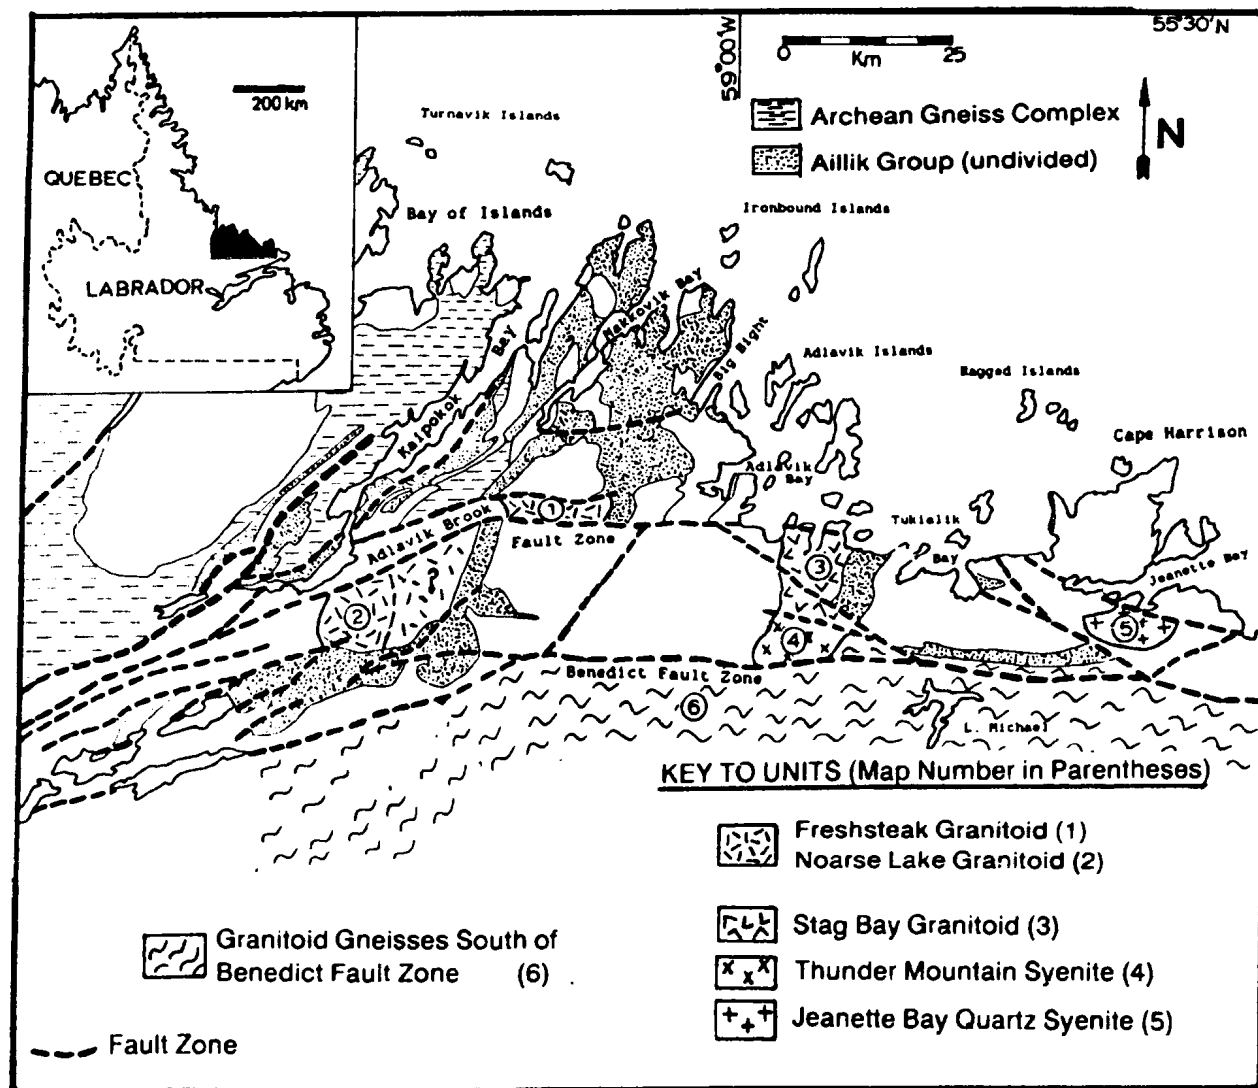 59°00'W
55°30'N
0 Km 25
200 km
Turnavik Islands
Archean Gneiss Complex
N
Aillik Group (undivided)
QUEBEC
Bay of Islands
Ironbound Islands
LABRADOR
Makkovik Bay
Big Bight
Kaipokok Bay
Adlavik Islands
Ragged Islands
Cape Harrison
Adlavik
Bay
Adlavik Brook
Fault Zone
1
Tukialik
Bay
Jeanette Bay
3
?
2
4
5
Benedict Fault Zone
6
L. Michael
KEY TO UNITS (Map Number in Parentheses)
Freshsteak Granitoid (1)
Noarse Lake Granitoid (2)
Stag Bay Granitoid (3)
Granitoid Gneisses South of
Benedict Fault Zone (6)
Thunder Mountain Syenite (4)
Jeanette Bay Quartz Syenite (5)
Fault Zone